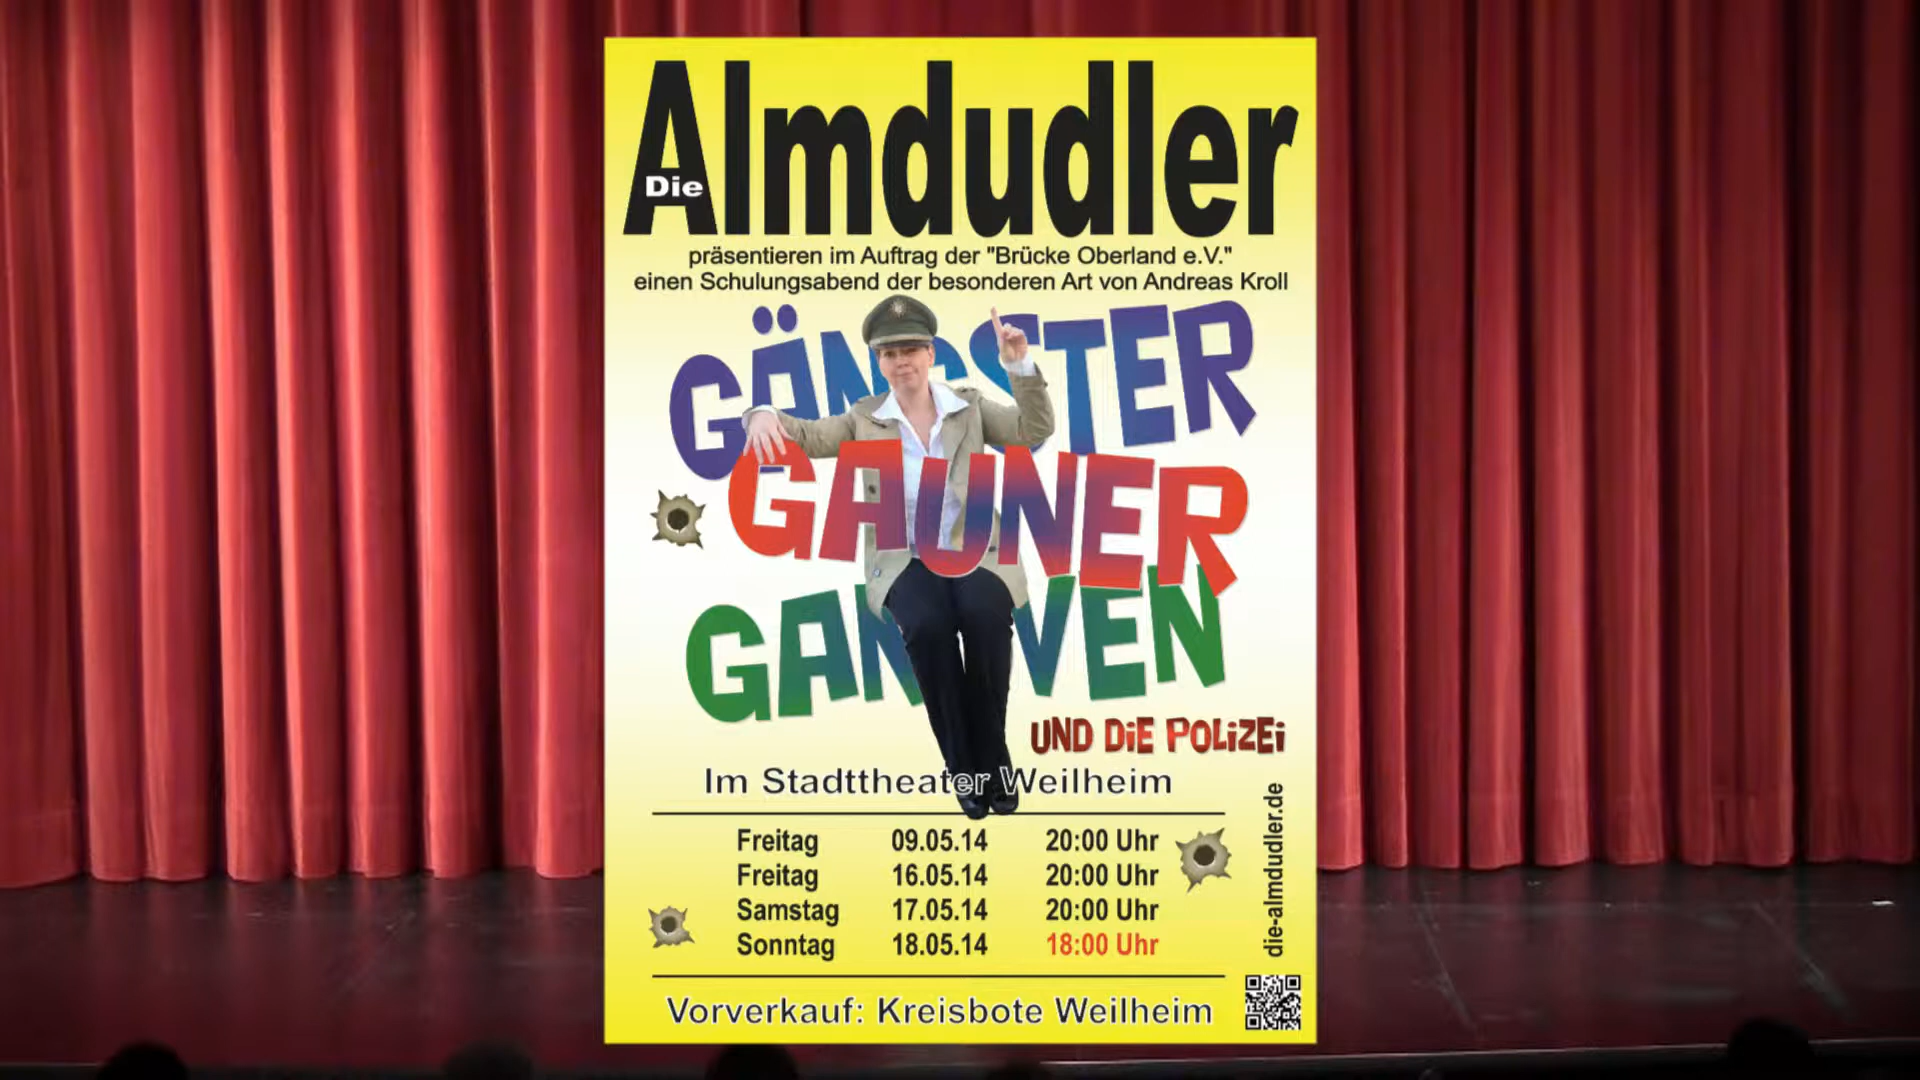 Die Almdudler
präsentieren im Auftrag der "Brücke Oberland e.V."
einen Schulungsabend der besonderen Art von Andreas Kroll
GÄNGSTER
GAUNER
GANOVEN
UND DiE POLiZEi
Im Stadttheater Weilheim
Freitag 09.05.14 20:00 Uhr
Freitag 16.05.14 20:00 Uhr
Samstag 17.05.14 20:00 Uhr
Sonntag 18.05.14 18:00 Uhr
die-almdudler.de
Vorverkauf: Kreisbote Weilheim